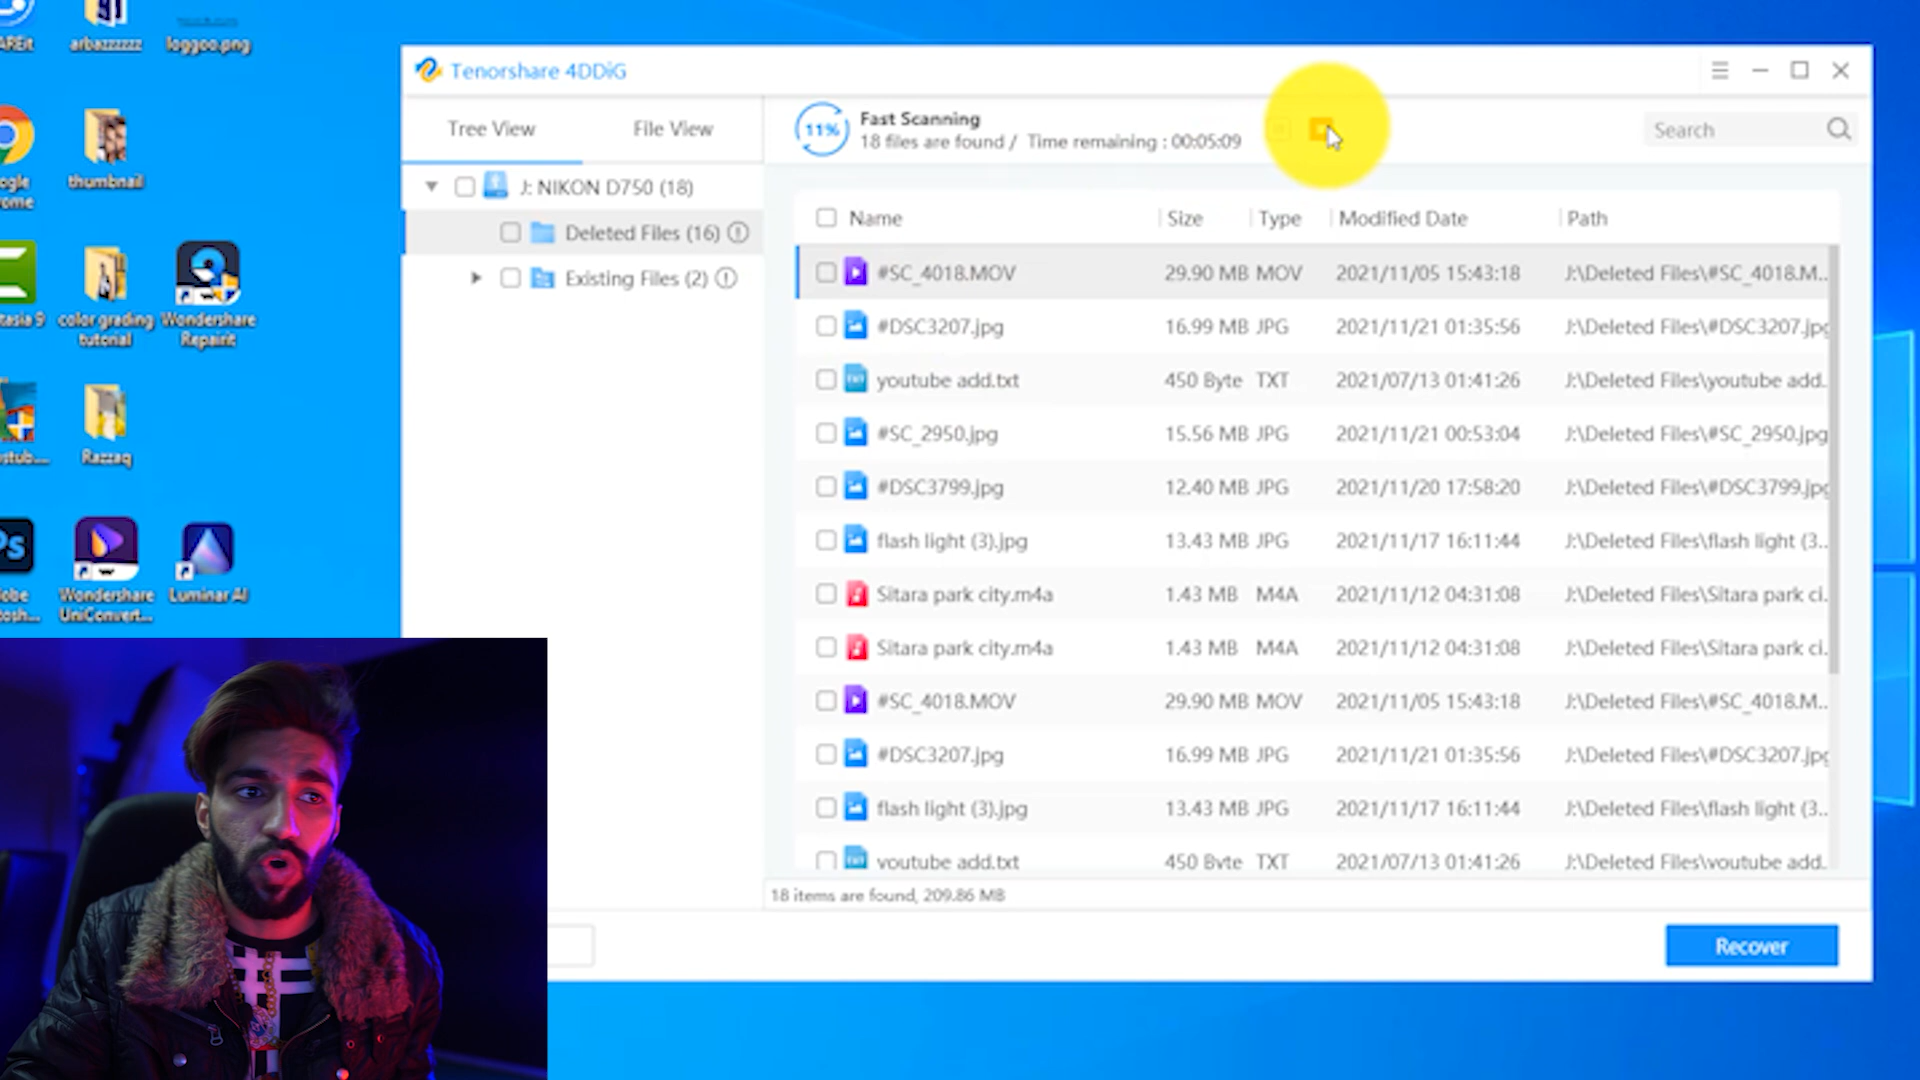 AREit
arbazzzzzz
loggoo.png
ogle
ome
thumbnail
tasia 9
color grading
tutorial
Wondershare
Repairit
Razzaq
Ps
obe
tosh...
Wondershare
UniConvert...
Luminar AI
Tenorshare 4DDiG
Tree View
File View
11%
Fast Scanning
18 files are found / Time remaining : 00:05:09
Search
J: NIKON D750 (18)
Deleted Files (16)
Existing Files (2)
Name Size Type Modified Date Path
#SC_4018.MOV 29.90 MB MOV 2021/11/05 15:43:18 J:\Deleted Files\#SC_4018.M...
#DSC3207.jpg 16.99 MB JPG 2021/11/21 01:35:56 J:\Deleted Files\#DSC3207.jpg
youtube add.txt 450 Byte TXT 2021/07/13 01:41:26 J:\Deleted Files\youtube add...
#SC_2950.jpg 15.56 MB JPG 2021/11/21 00:53:04 J:\Deleted Files\#SC_2950.jpg
#DSC3799.jpg 12.40 MB JPG 2021/11/20 17:58:20 J:\Deleted Files\#DSC3799.jpg
flash light (3).jpg 13.43 MB JPG 2021/11/17 16:11:44 J:\Deleted Files\flash light (3...
Sitara park city.m4a 1.43 MB M4A 2021/11/12 04:31:08 J:\Deleted Files\Sitara park ci...
Sitara park city.m4a 1.43 MB M4A 2021/11/12 04:31:08 J:\Deleted Files\Sitara park ci...
#SC_4018.MOV 29.90 MB MOV 2021/11/05 15:43:18 J:\Deleted Files\#SC_4018.M...
#DSC3207.jpg 16.99 MB JPG 2021/11/21 01:35:56 J:\Deleted Files\#DSC3207.jpg
flash light (3).jpg 13.43 MB JPG 2021/11/17 16:11:44 J:\Deleted Files\flash light (3...
youtube add.txt 450 Byte TXT 2021/07/13 01:41:26 J:\Deleted Files\youtube add...
18 items are found, 209.86 MB
Recover